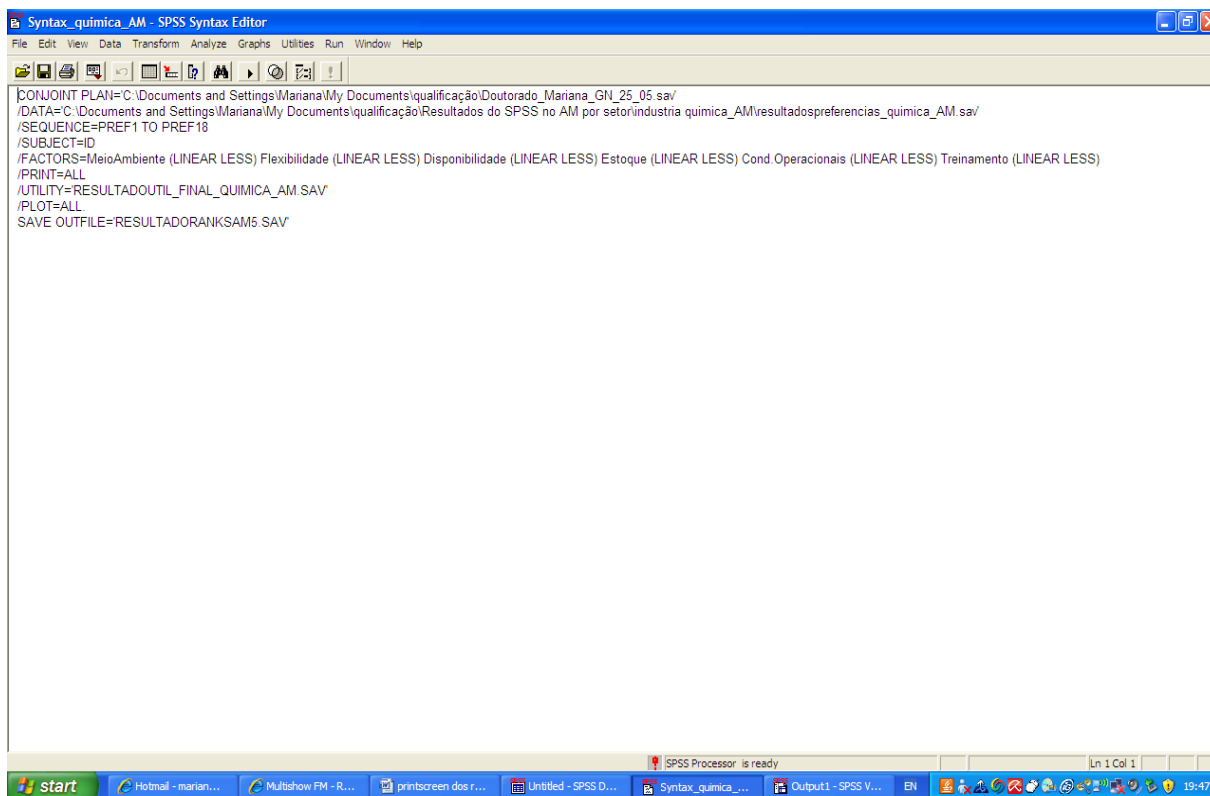 Syntax_quimica_AM - SPSS Syntax Editor
File Edit View Data Transform Analyze Graphs Utilities Run Window Help
CONJOINT PLAN='C:\Documents and Settings\Mariana\My Documents\qualificação\Doutorado_Mariana_GN_25_05.sav'
/DATA='C:\Documents and Settings\Mariana\My Documents\qualificação\Resultados do SPSS no AM por setor\industria quimica_AM\resultadospreferencias_quimica_AM.sav'
/SEQUENCE=PREF1 TO PREF18
/SUBJECT=ID
/FACTORS=MeioAmbiente (LINEAR LESS) Flexibilidade (LINEAR LESS) Disponibilidade (LINEAR LESS) Estoque (LINEAR LESS) Cond.Operacionais (LINEAR LESS) Treinamento (LINEAR LESS)
/PRINT=ALL
/UTILITY='RESULTADOUTIL_FINAL_QUIMICA_AM.SAV'
/PLOT=ALL.
SAVE OUTFILE='RESULTADORANKSAM5.SAV'
SPSS Processor is ready
Ln 1 Col 1
start Hotmail - marian... Multishow FM - R... printscreen dos r... Untitled - SPSS D... Syntax_quimica_... Output1 - SPSS V... EN 19:47